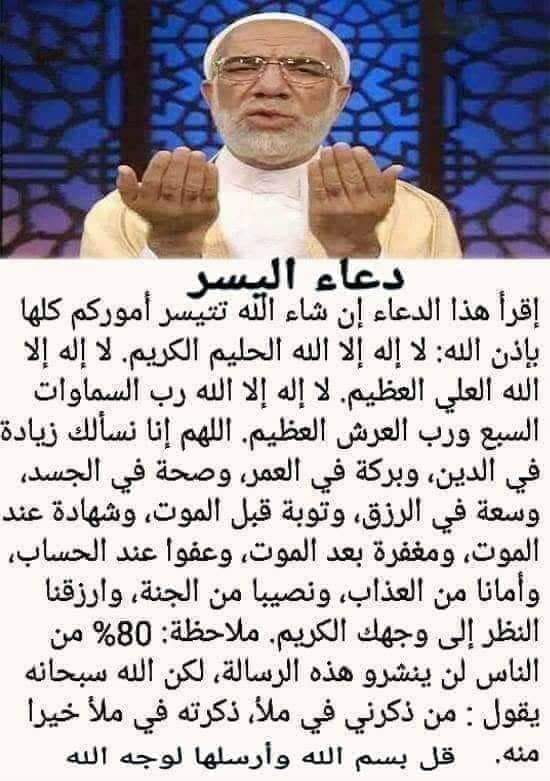 دعاء اليسر
إقرأ هذا الدعاء إن شاء الله تتيسر أموركم كلها
بإذن الله: لا إله إلا الله الحليم الكريم. لا إله إلا
الله العلي العظيم. لا إله إلا الله رب السماوات
السبع ورب العرش العظيم. اللهم إنا نسألك زيادة
في الدين، وبركة في العمر، وصحة في الجسد،
وسعة في الرزق، وتوبة قبل الموت، وشهادة عند
الموت، ومغفرة بعد الموت، وعفوا عند الحساب،
وأمانا من العذاب، ونصيبا من الجنة، وارزقنا
النظر إلى وجهك الكريم. ملاحظة: 80% من
الناس لن ينشرو هذه الرسالة، لكن الله سبحانه
يقول : من ذكرني في ملأ، ذكرته في ملأ خيرا
منه. قل بسم الله وأرسلها لوجه الله